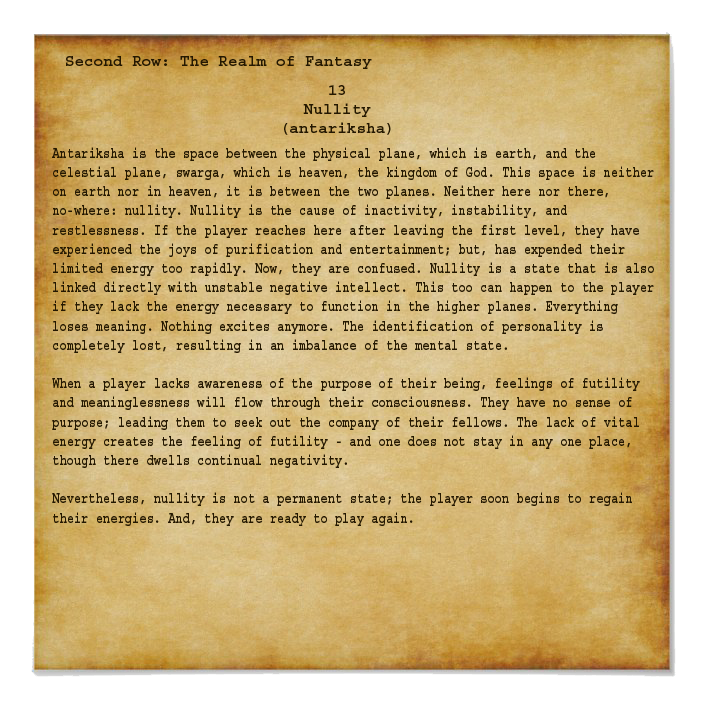 Second Row: The Realm of Fantasy
13
Nullity
(antariksha)
Antariksha is the space between the physical plane, which is earth, and the
celestial plane, swarga, which is heaven, the kingdom of God. This space is neither
on earth nor in heaven, it is between the two planes. Neither here nor there,
no-where: nullity. Nullity is the cause of inactivity, instability, and
restlessness. If the player reaches here after leaving the first level, they have
experienced the joys of purification and entertainment; but, has expended their
limited energy too rapidly. Now, they are confused. Nullity is a state that is also
linked directly with unstable negative intellect. This too can happen to the player
if they lack the energy necessary to function in the higher planes. Everything
loses meaning. Nothing excites anymore. The identification of personality is
completely lost, resulting in an imbalance of the mental state.
When a player lacks awareness of the purpose of their being, feelings of futility
and meaninglessness will flow through their consciousness. They have no sense of
purpose; leading them to seek out the company of their fellows. The lack of vital
energy creates the feeling of futility - and one does not stay in any one place,
though there dwells continual negativity.
Nevertheless, nullity is not a permanent state; the player soon begins to regain
their energies. And, they are ready to play again.